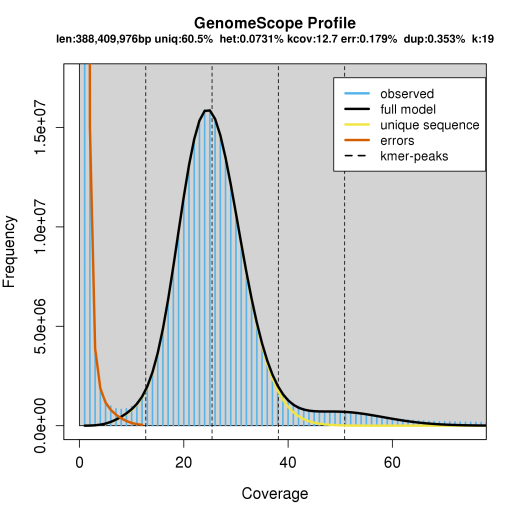 GenomeScope Profile
len:388,409,976bp uniq:60.5% het:0.0731% kcov:12.7 err:0.179% dup:0.353% k:19
observed
full model
unique sequence
errors
kmer-peaks
Frequency
1.5e+07
1.0e+07
5.0e+06
0.0e+00
0 20 40 60
Coverage